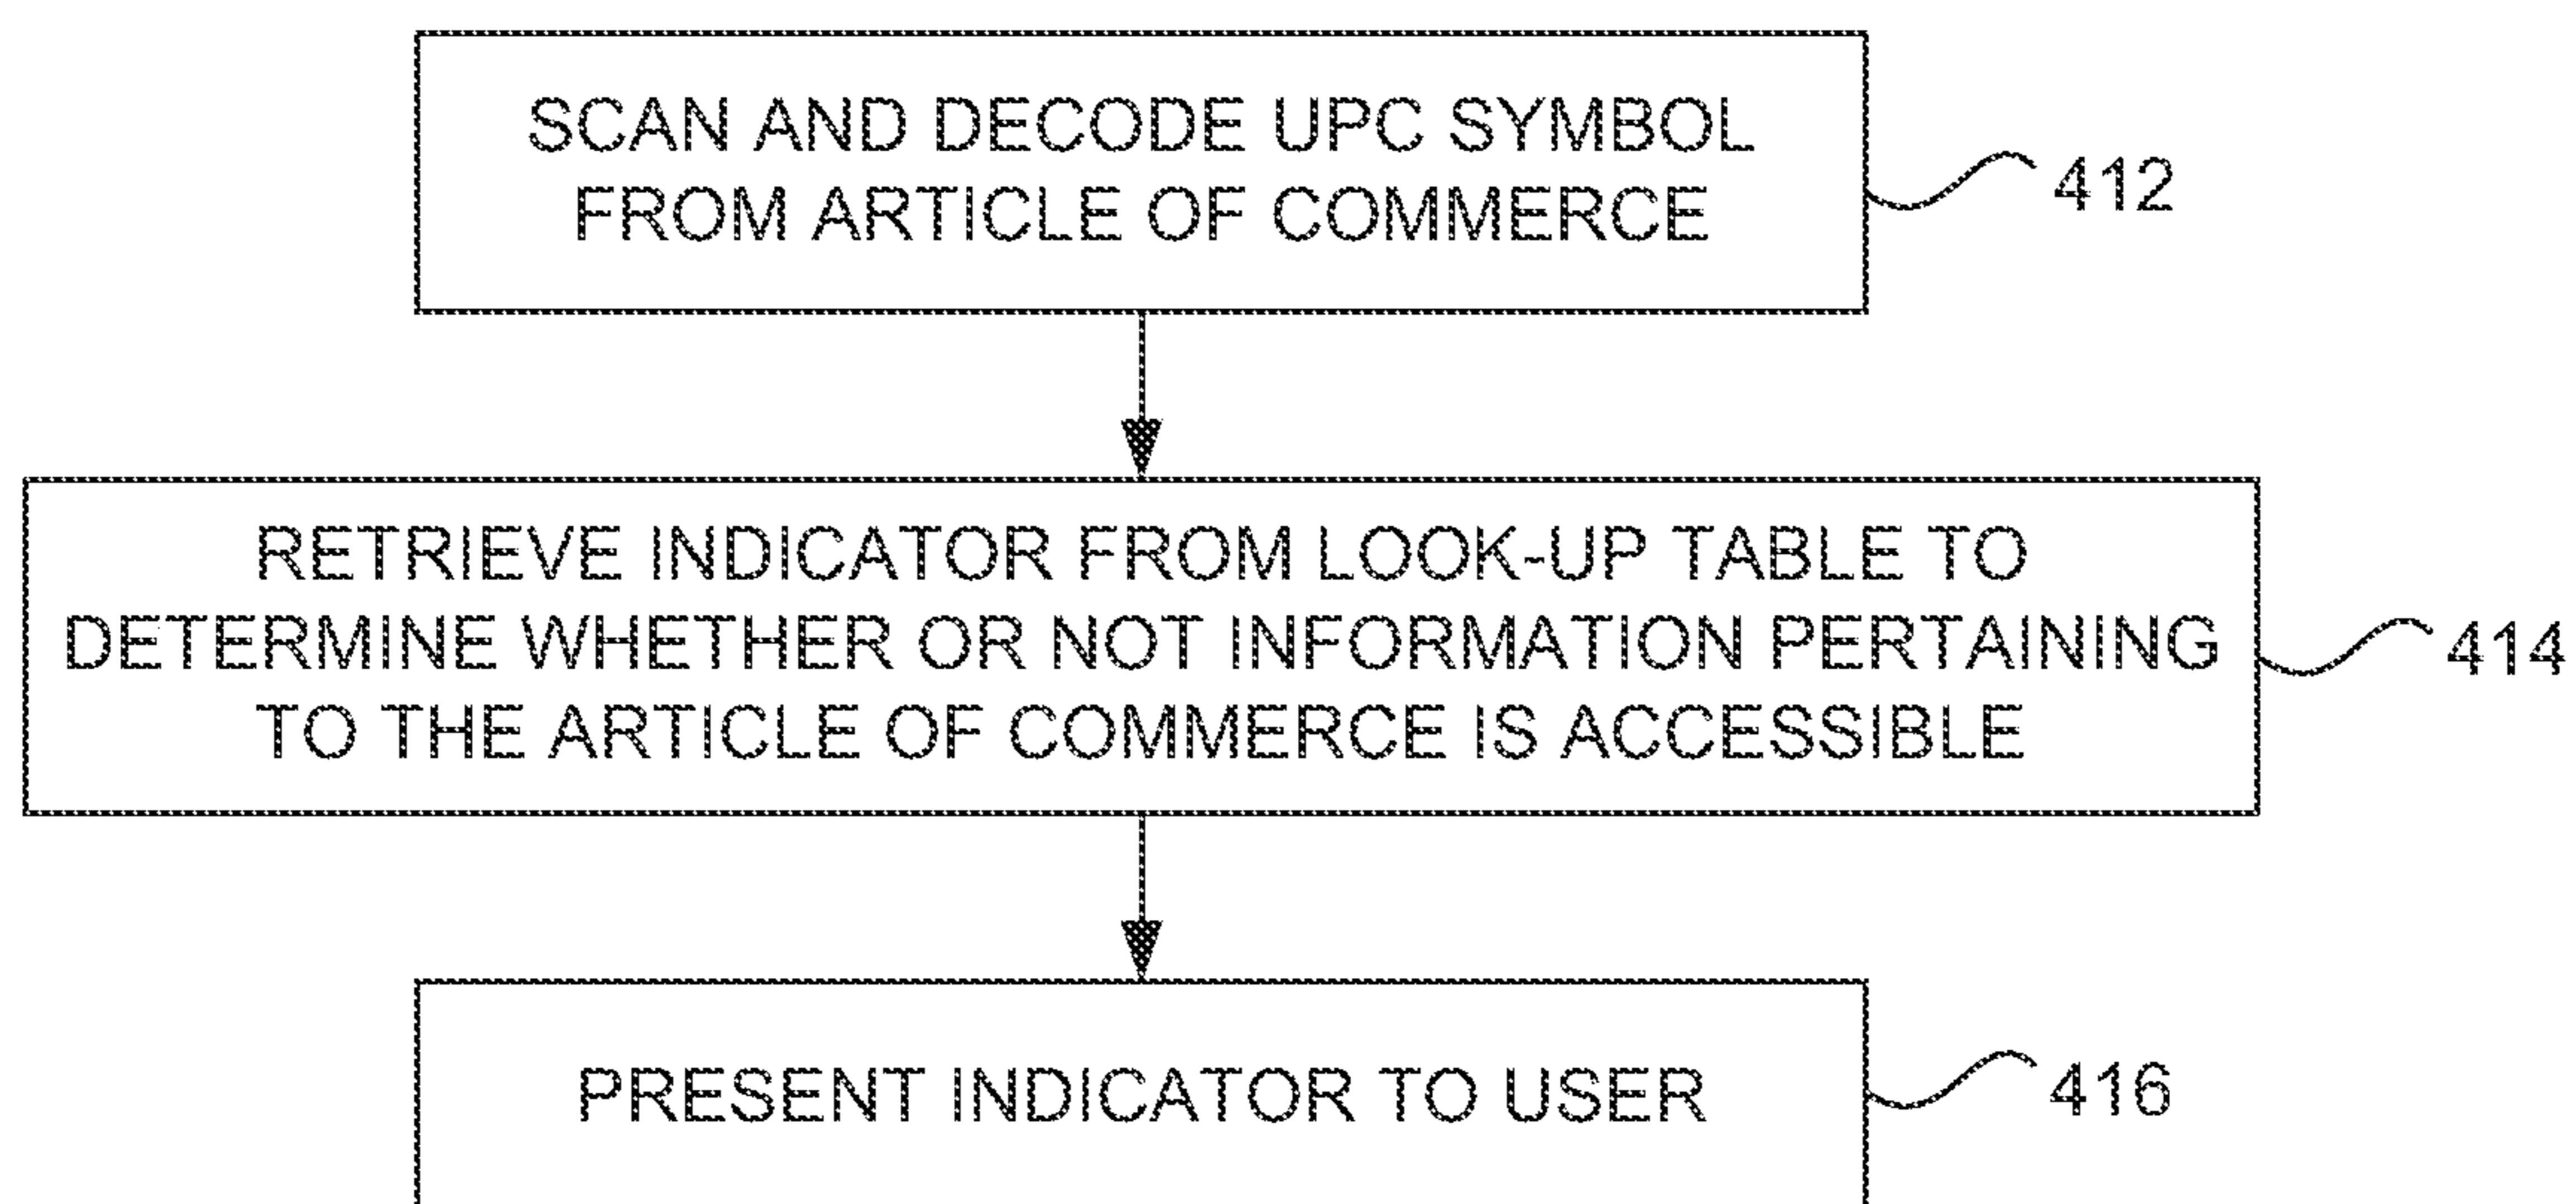 SCAN AND DECODE UPC SYMBOL
FROM ARTICLE OF COMMERCE
412
RETRIEVE INDICATOR FROM LOOK-UP TABLE TO
DETERMINE WHETHER OR NOT INFORMATION PERTAINING
TO THE ARTICLE OF COMMERCE IS ACCESSIBLE
414
PRESENT INDICATOR TO USER
416